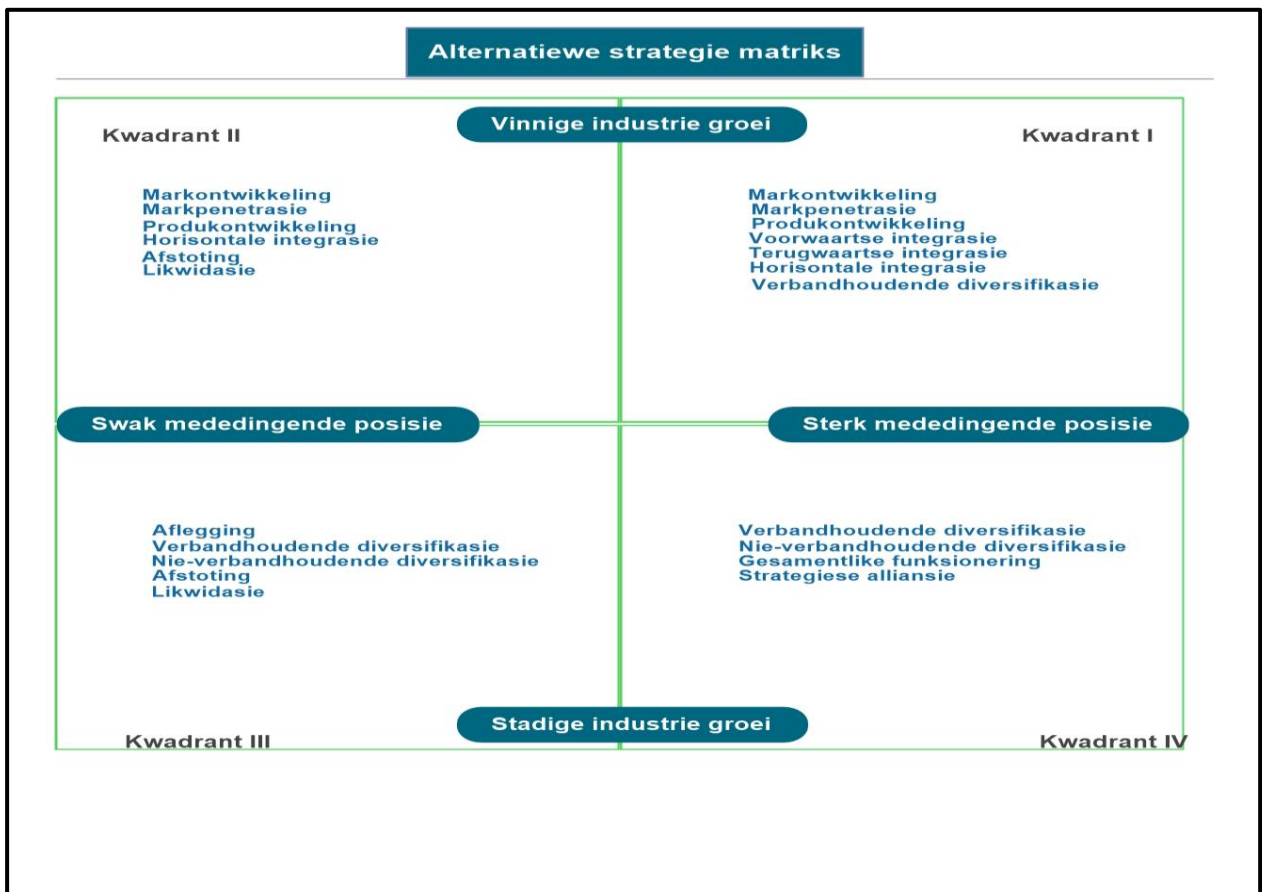 Alternatiewe strategie matriks
Vinnige industrie groei
Kwadrant II
Kwadrant I
Markontwikkeling
Markpenetrasie
Produkontwikkeling
Horisontale integrasie
Afstoting
Likwidasie
Markontwikkeling
Markpenetrasie
Produkontwikkeling
Voorwaartse integrasie
Terugwaartse integrasie
Horisontale integrasie
Verbandhoudende diversifikasie
Swak mededingende posisie
Sterk mededingende posisie
Aflegging
Verbandhoudende diversifikasie
Nie-verbandhoudende diversifikasie
Afstoting
Likwidasie
Verbandhoudende diversifikasie
Nie-verbandhoudende diversifikasie
Gesamentlike funksionering
Strategiese alliansie
Stadige industrie groei
Kwadrant III
Kwadrant IV